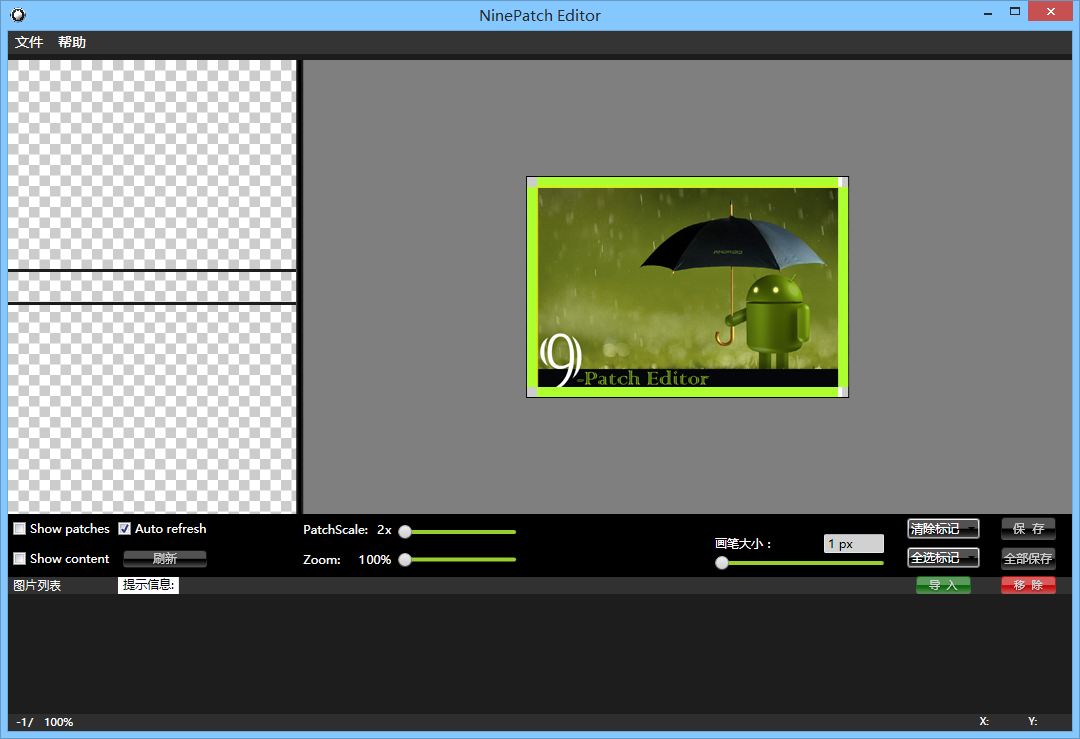 NinePatch Editor
文件 帮助
ANDROID
9-Patch Editor
Show patches Auto refresh PatchScale: 2x 清除标记 保 存
画笔大小： 1 px
Show content 刷新 Zoom: 100% 全选标记 全部保存
图片列表 提示信息: 导 入 移 除
-1/ 100% X: Y: